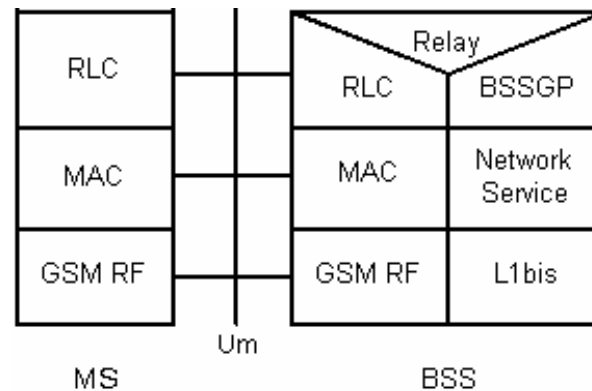 Relay
RLC
RLC
BSSGP
MAC
MAC
Network
Service
GSM RF
GSM RF
L1bis
Um
MS
BSS